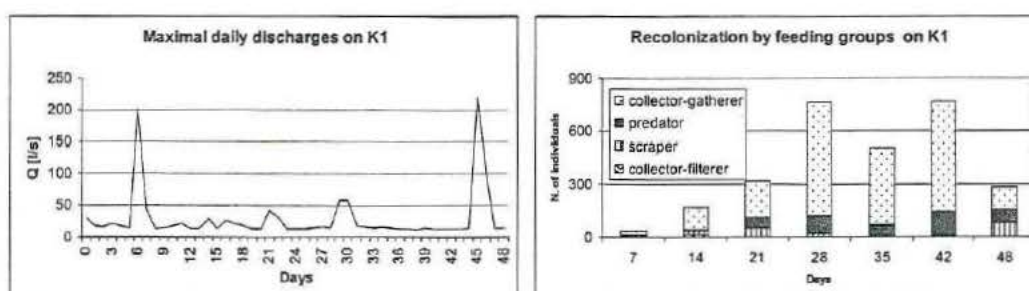 Maximal daily discharges on K1
Q [l/s]
250
200
150
100
50
0
0 3 6 9 12 15 18 21 24 27 30 33 36 39 42 45 48
Days
Recolonization by feeding groups on K1
N. of individuals
900
600
300
0
collector-gatherer
predator
scraper
collector-filterer
7 14 21 28 35 42 48
Days